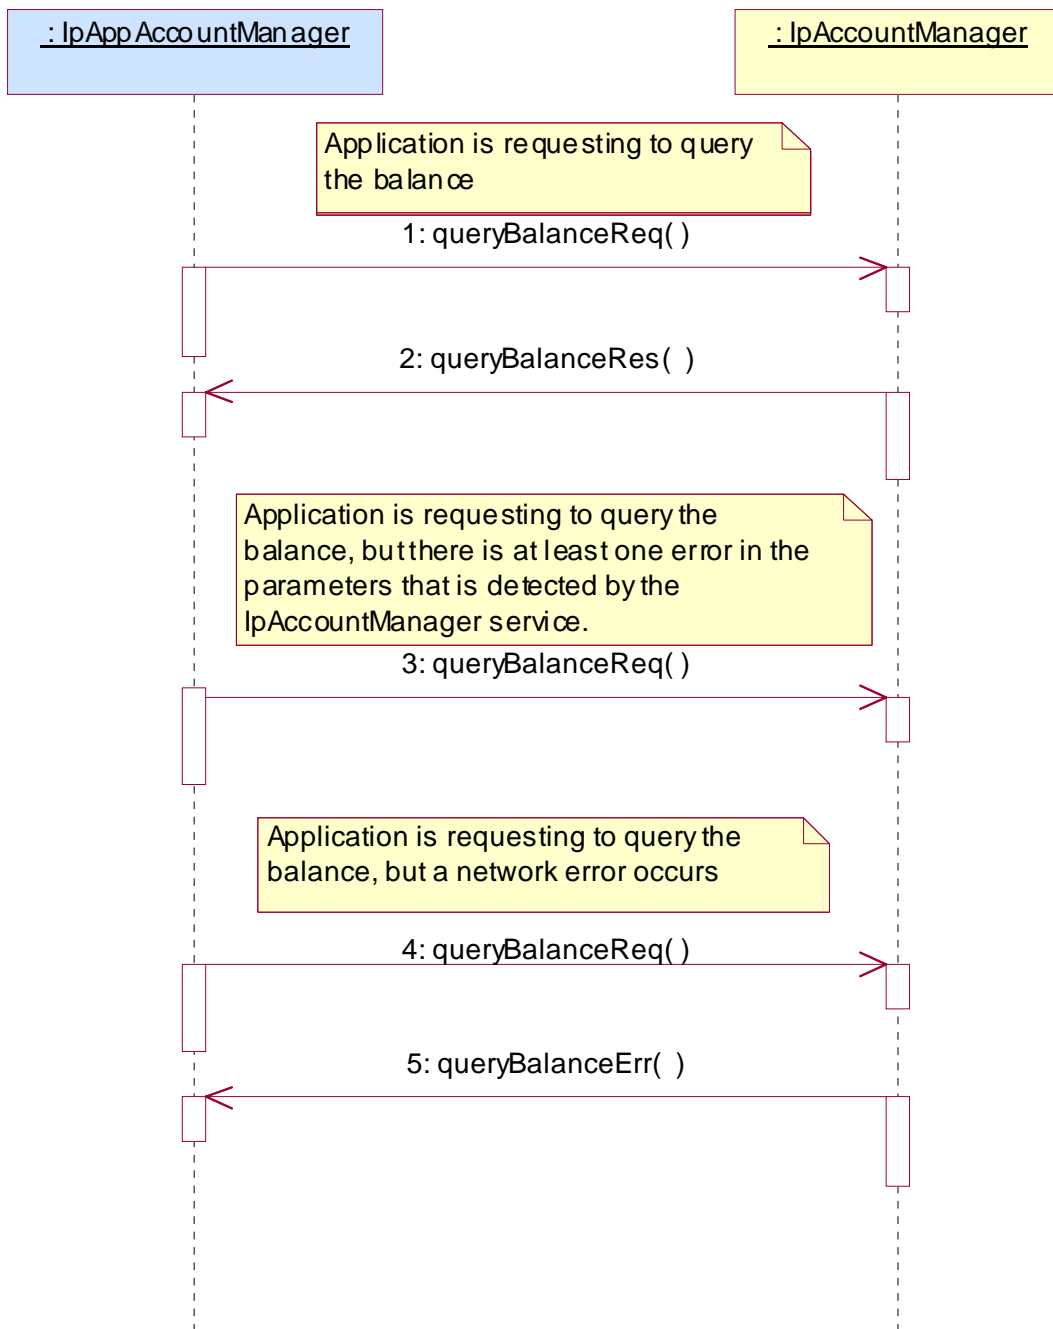 : IpAppAccountManager
: IpAccountManager
Application is requesting to query
the balance
1: queryBalanceReq( )
2: queryBalanceRes( )
Application is requesting to query the
balance, but there is at least one error in the
parameters that is detected by the
IpAccountManager service.
3: queryBalanceReq( )
Application is requesting to query the
balance, but a network error occurs
4: queryBalanceReq( )
5: queryBalanceErr( )